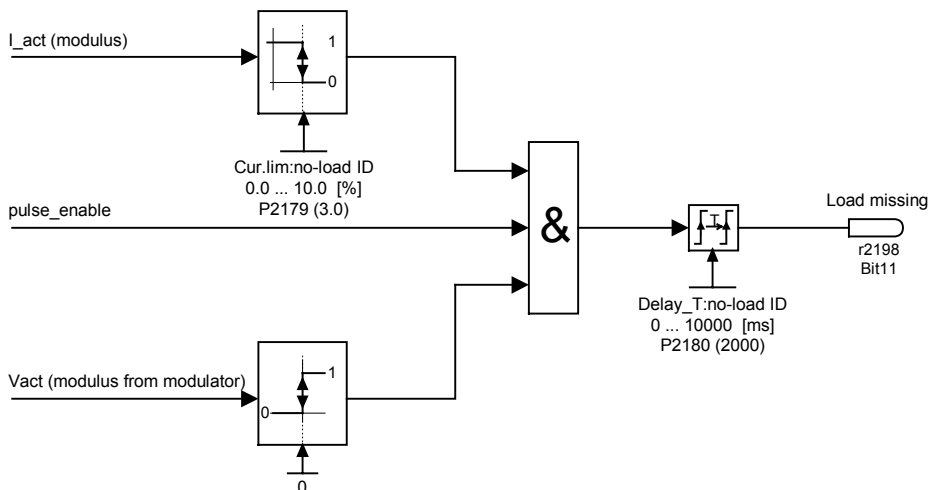 I_act (modulus)
1
0
Cur.lim:no-load ID
0.0 ... 10.0 [%]
P2179 (3.0)
pulse_enable
&
T
Load missing
r2198
Bit11
Delay_T:no-load ID
0 ... 10000 [ms]
P2180 (2000)
Vact (modulus from modulator)
1
0
0